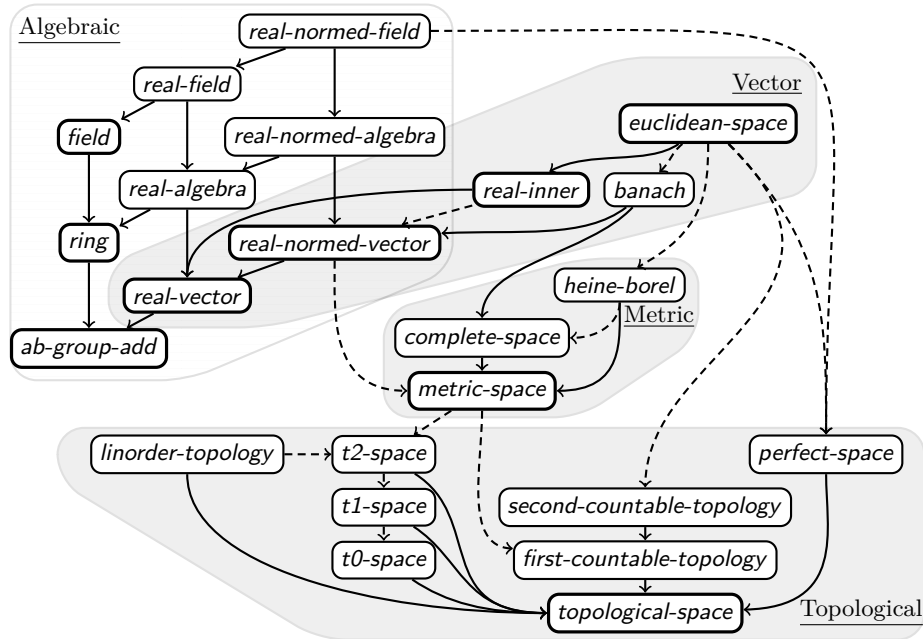 Algebraic
real-normed-field
real-field
Vector
field
real-normed-algebra
euclidean-space
real-algebra
real-inner
banach
ring
real-normed-vector
real-vector
heine-borel
Metric
ab-group-add
complete-space
metric-space
linorder-topology
t2-space
perfect-space
t1-space
second-countable-topology
t0-space
first-countable-topology
topological-space
Topological